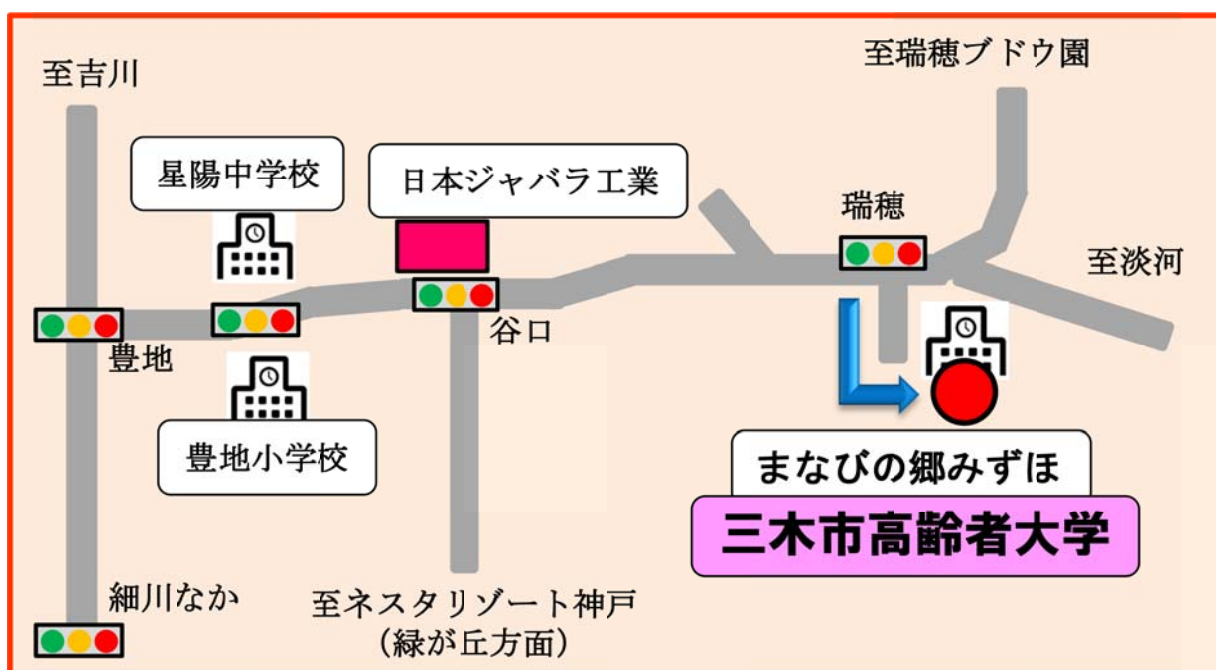 至瑞穂ブドウ園
至吉川
星陽中学校
日本ジャバラ工業
瑞穂
至淡河
谷口
豊地
豊地小学校
まなびの郷みずほ
三木市高齢者大学
細川なか
至ネスタリゾート神戸
（緑が丘方面）